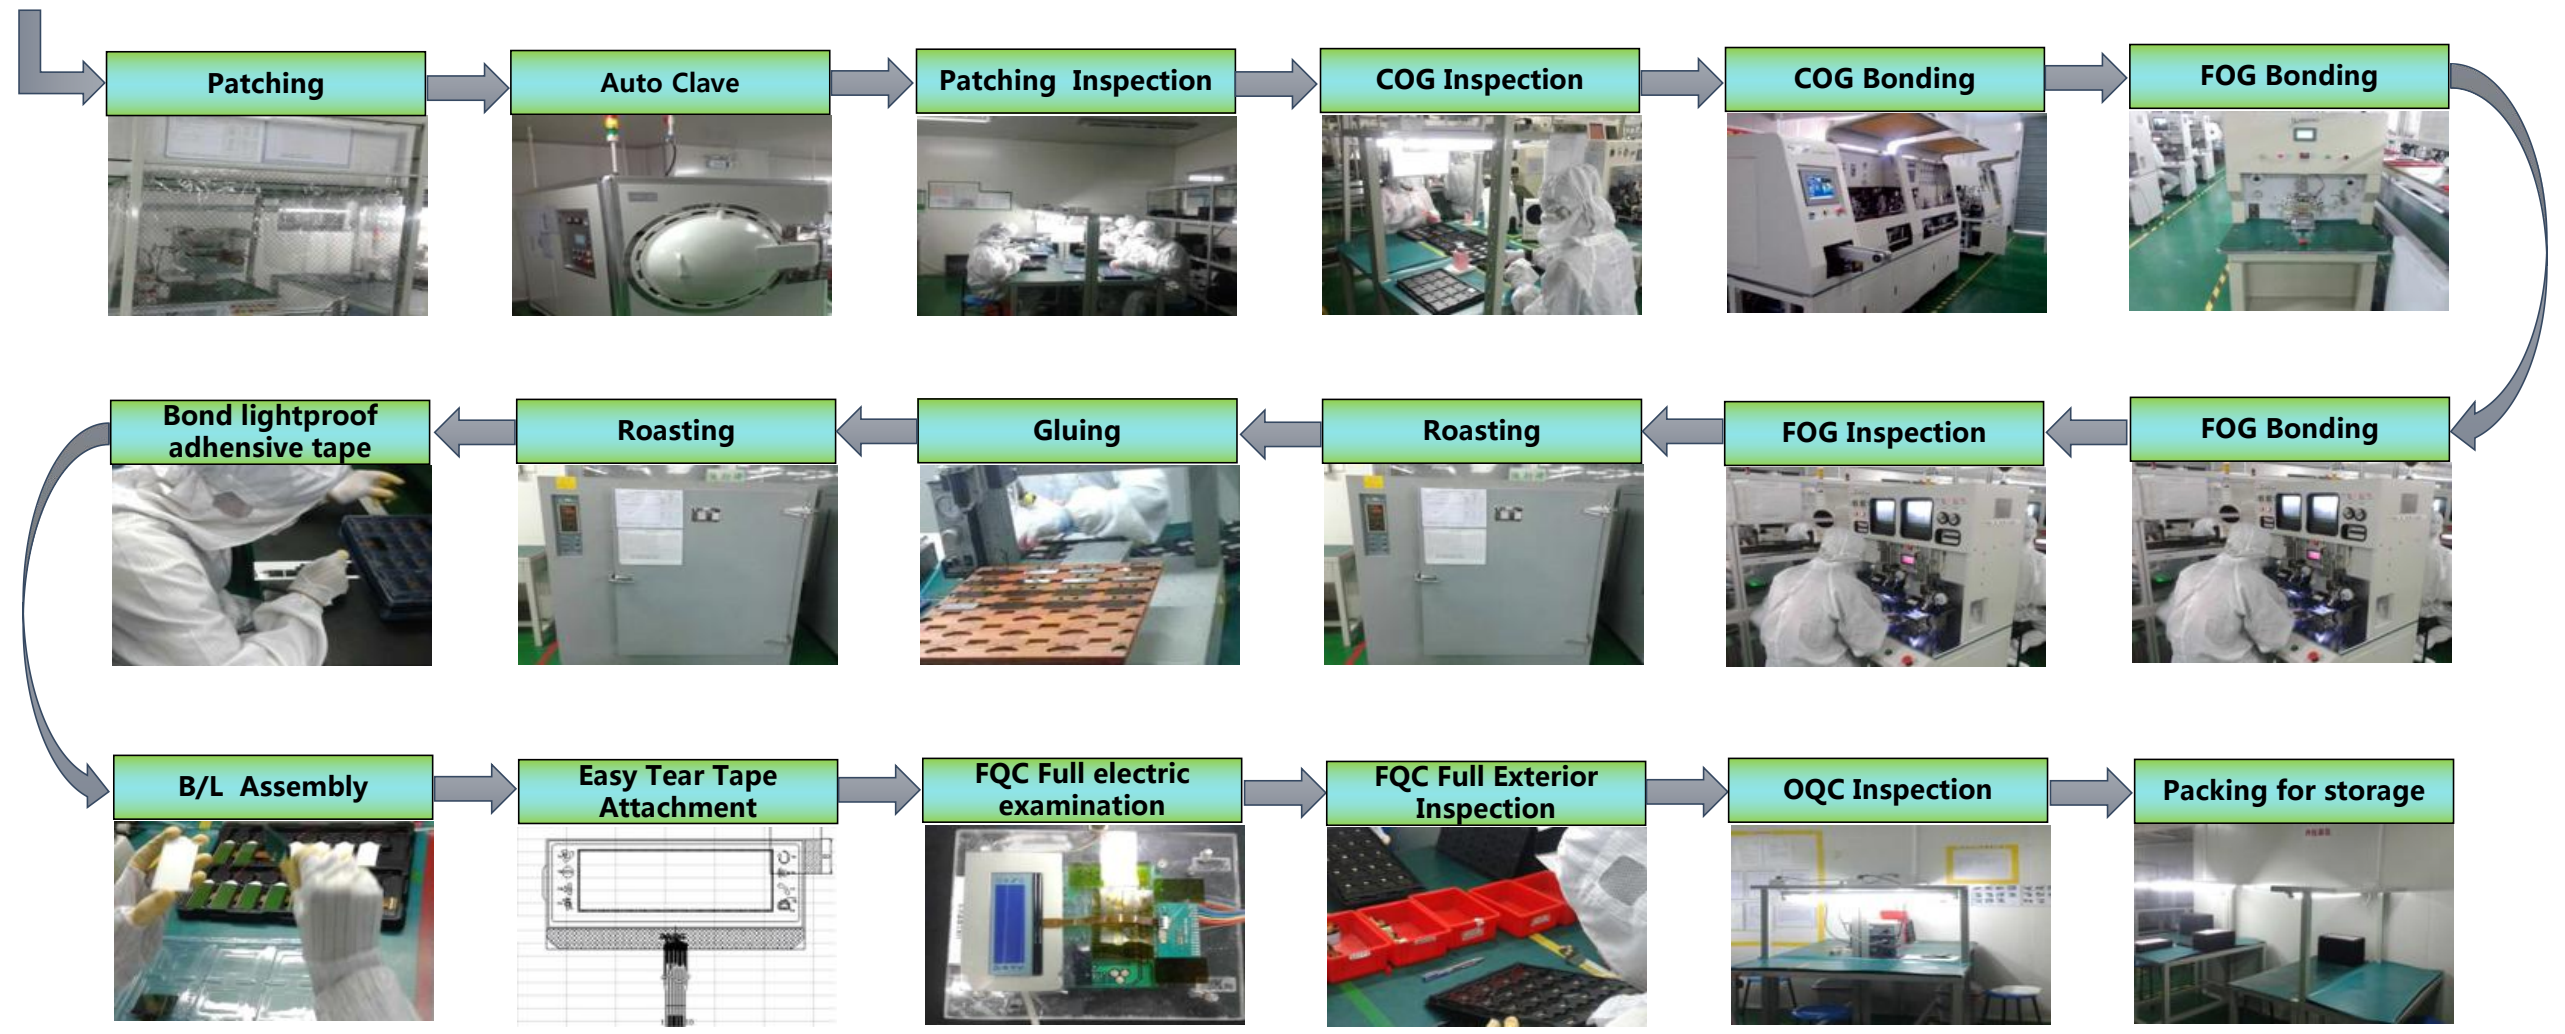 Patching
Auto Clave
Patching Inspection
COG Inspection
COG Bonding
FOG Bonding
FOG Bonding
FOG Inspection
Roasting
Gluing
Roasting
Bond lightproof
adhensive tape
B/L Assembly
Easy Tear Tape
Attachment
FQC Full electric
examination
FQC Full Exterior
Inspection
OQC Inspection
Packing for storage